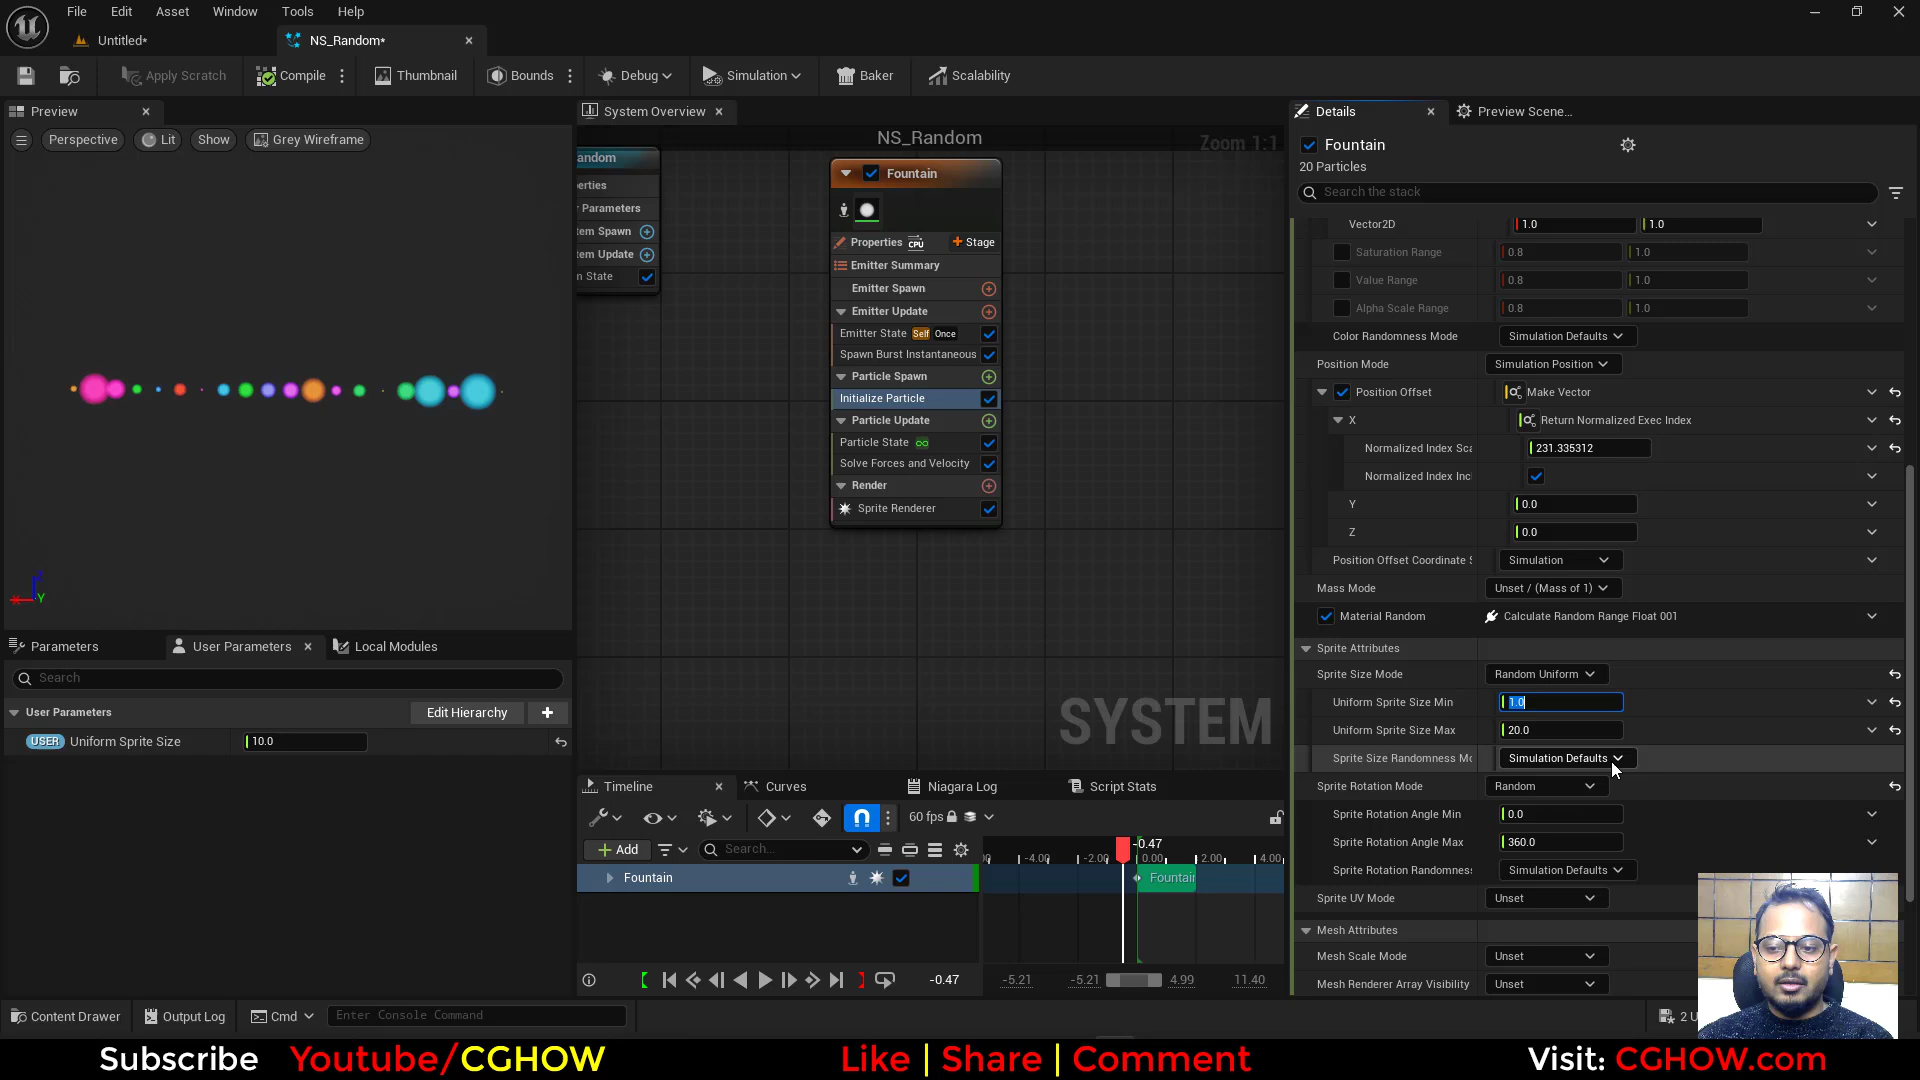 File Edit Asset Window Tools Help
Untitled* NS_Random*
Apply Scratch Compile Thumbnail Bounds Debug Simulation Baker Scalability
Preview System Overview Details Preview Scene...
Perspective Lit Show Grey Wireframe
NS_Random Zoom 1:1
Fountain
20 Particles
Search the stack
andom
erties
r Parameters
tem Spawn
tem Update
n State
Fountain
Properties CPU Stage
Emitter Summary
Emitter Spawn
Emitter Update
Emitter State Self Once
Spawn Burst Instantaneous
Particle Spawn
Initialize Particle
Particle Update
Particle State
Solve Forces and Velocity
Render
Sprite Renderer
SYSTEM
Vector2D 1.0 1.0
Saturation Range 0.8 1.0
Value Range 0.8 1.0
Alpha Scale Range 0.8 1.0
Color Randomness Mode Simulation Defaults
Position Mode Simulation Position
Position Offset Make Vector
X Return Normalized Exec Index
Normalized Index Sca 231.335312
Normalized Index Incl
Y 0.0
Z 0.0
Position Offset Coordinate S Simulation
Mass Mode Unset / (Mass of 1)
Material Random Calculate Random Range Float 001
Sprite Attributes
Sprite Size Mode Random Uniform
Uniform Sprite Size Min 1.0
Uniform Sprite Size Max 20.0
Sprite Size Randomness Mo Simulation Defaults
Sprite Rotation Mode Random
Sprite Rotation Angle Min 0.0
Sprite Rotation Angle Max 360.0
Sprite Rotation Randomness Simulation Defaults
Sprite UV Mode Unset
Mesh Attributes
Mesh Scale Mode Unset
Mesh Renderer Array Visibility Unset
Y
Parameters User Parameters Local Modules
Search
User Parameters Edit Hierarchy
USER Uniform Sprite Size 10.0
Timeline Curves Niagara Log Script Stats
60 fps
Add Search... -0.47
-4.00 -2.00 0.00 2.00 4.00
Fountain Fountain
-0.47 -5.21 -5.21 4.99 11.40
Content Drawer Output Log Cmd Enter Console Command 2 U
Subscribe Youtube/CGHOW Like | Share | Comment Visit: CGHOW.com